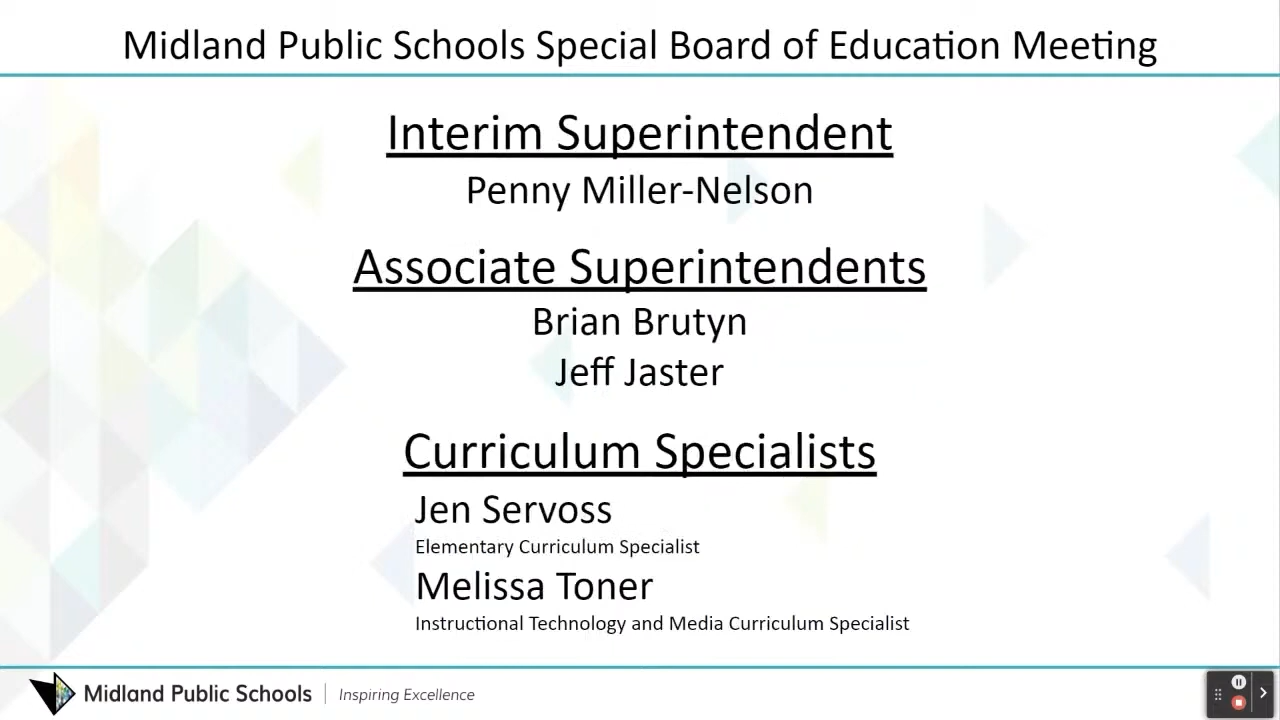 Midland Public Schools Special Board of Education Meeting
Interim Superintendent
Penny Miller-Nelson
Associate Superintendents
Brian Brutyn
Jeff Jaster
Curriculum Specialists
Jen Servoss
Elementary Curriculum Specialist
Melissa Toner
Instructional Technology and Media Curriculum Specialist
Midland Public Schools | Inspiring Excellence